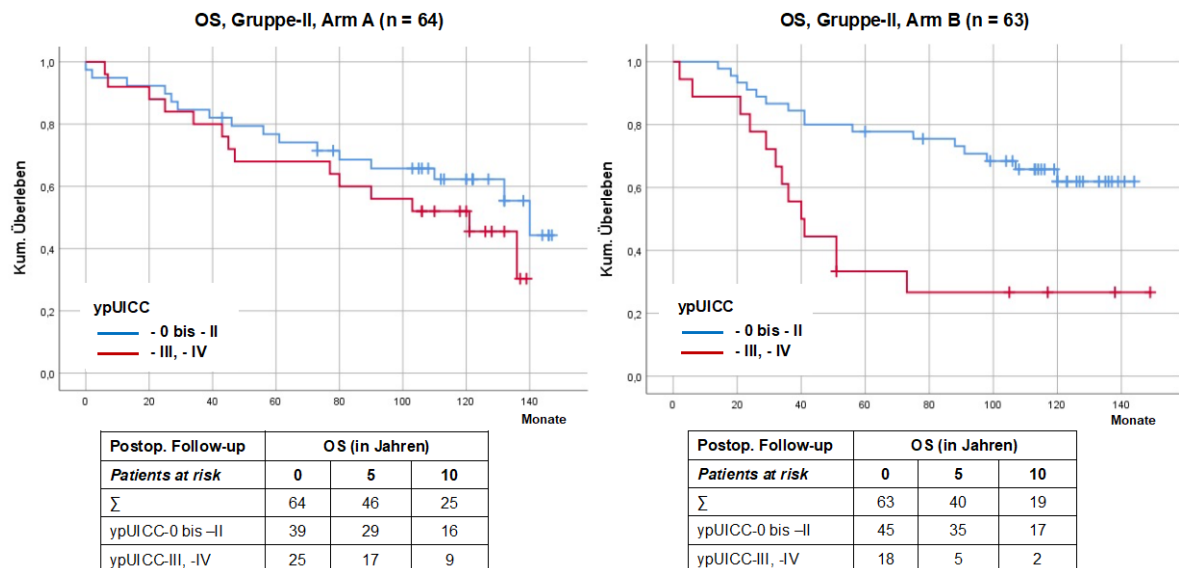 OS, Gruppe-II, Arm A (n = 64)
Kum. Überleben
1,0
0,8
0,6
0,4
0,2
0,0
ypUICC
- 0 bis - II
- III, - IV
0 20 40 60 80 100 120 140
Monate
Postop. Follow-up OS (in Jahren)
Patients at risk 0 5 10
∑ 64 46 25
ypUICC-0 bis –II 39 29 16
ypUICC-III, -IV 25 17 9
OS, Gruppe-II, Arm B (n = 63)
Kum. Überleben
1,0
0,8
0,6
0,4
0,2
0,0
ypUICC
- 0 bis - II
- III, - IV
0 20 40 60 80 100 120 140
Monate
Postop. Follow-up OS (in Jahren)
Patients at risk 0 5 10
∑ 63 40 19
ypUICC-0 bis –II 45 35 17
ypUICC-III, -IV 18 5 2